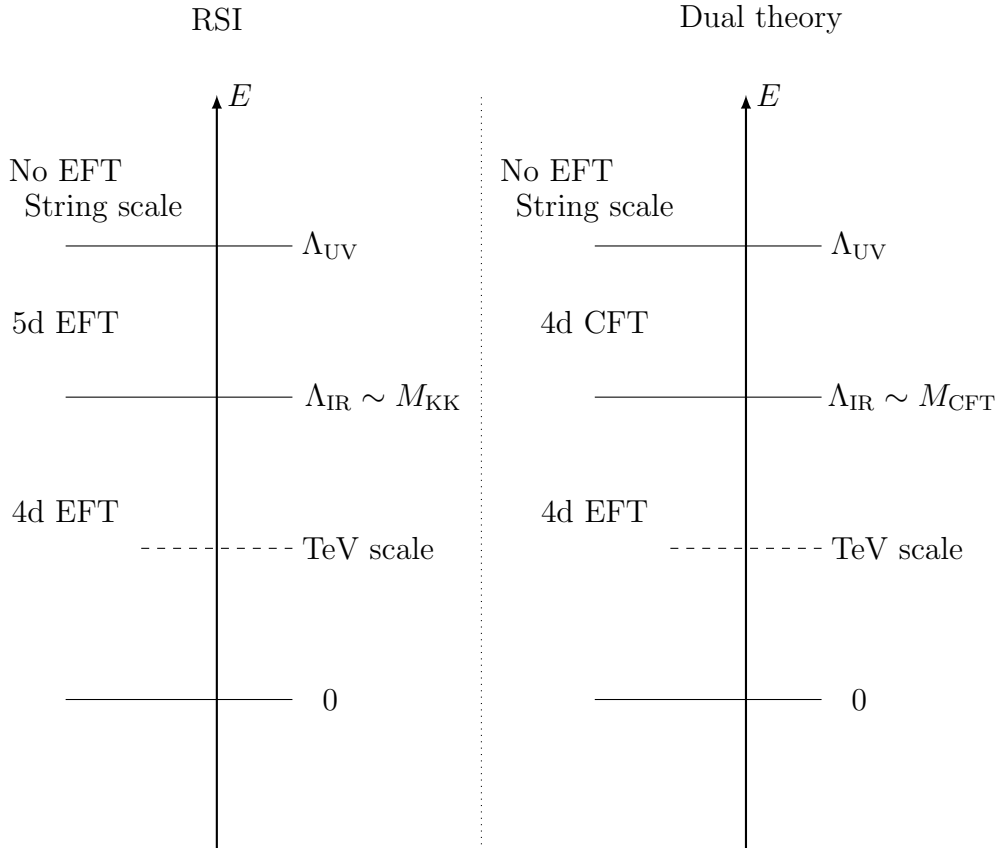 RSI
E
No EFT
String scale
Λ_UV
5d EFT
Λ_IR ∼ M_KK
4d EFT
TeV scale
0
Dual theory
E
No EFT
String scale
Λ_UV
4d CFT
Λ_IR ∼ M_CFT
4d EFT
TeV scale
0